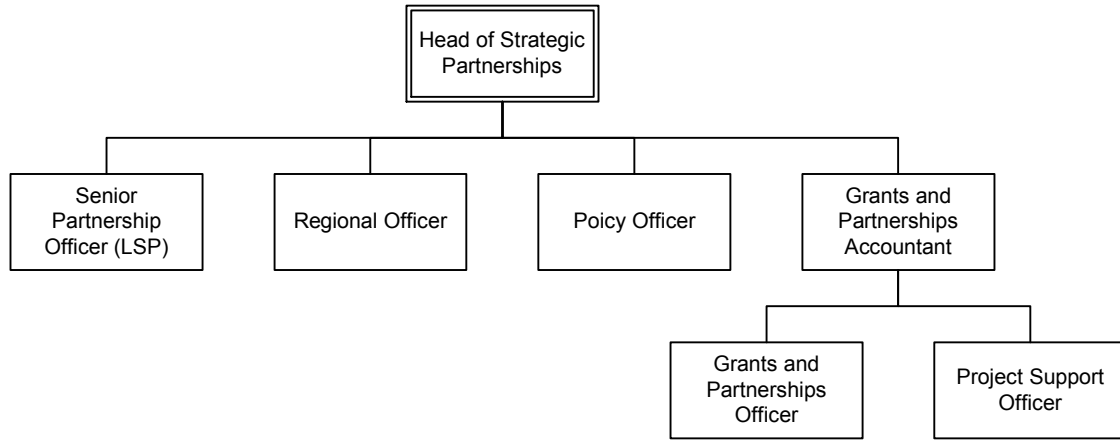 Head of Strategic
Partnerships
Senior
Partnership
Officer (LSP)
Regional Officer
Poicy Officer
Grants and
Partnerships
Accountant
Grants and
Partnerships
Officer
Project Support
Officer